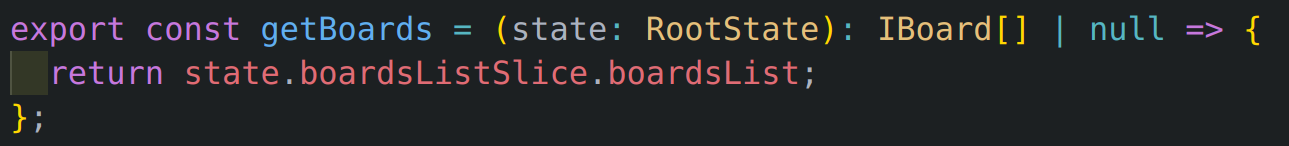 export const getBoards = (state: RootState): IBoard[] | null => {
  return state.boardsListSlice.boardsList;
};